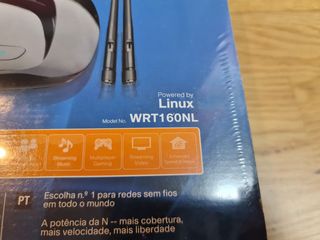 Powered by
Linux
Model No. WRT160NL
Streaming
Music
Multiplayer
Gaming
Streaming
Video
Enhanced
Speed & Range
PT
Escolha n.º 1 para redes sem fios
em todo o mundo
A potência da N -- mais cobertura,
mais velocidade, mais liberdade